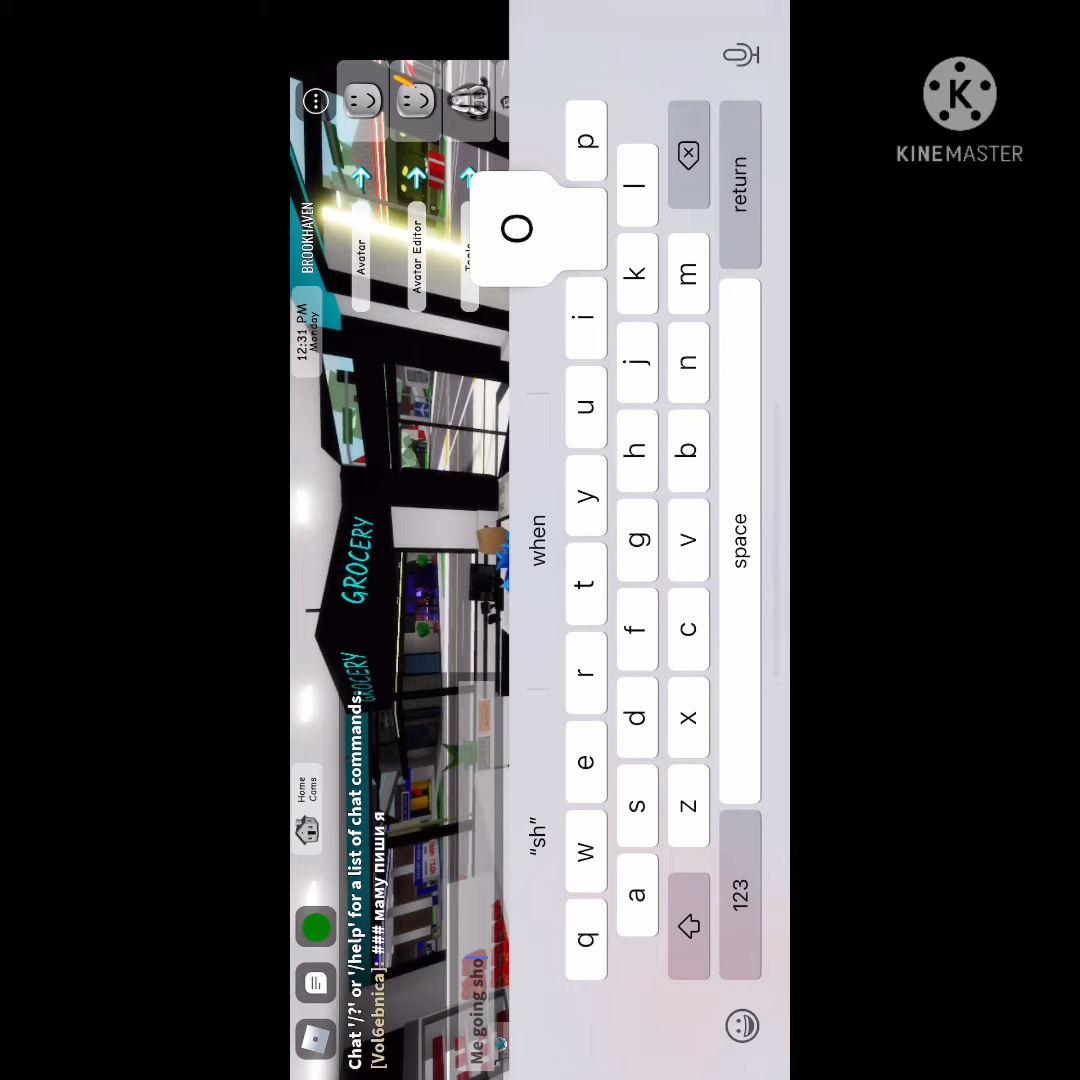 KINEMASTER
12:31 PM
Monday
BROOKHAVEN
Home
Cams
Avatar
Avatar Editor
Tools
GROCERY
GROCERY
Chat '/?' or '/help' for a list of chat commands.
[Vol6ebnica]: ### маму пиши я
Me going sho
"sh"
when
O
q w e r t y u i p
a s d f g h j k l
z x c v b n m
123
space
return